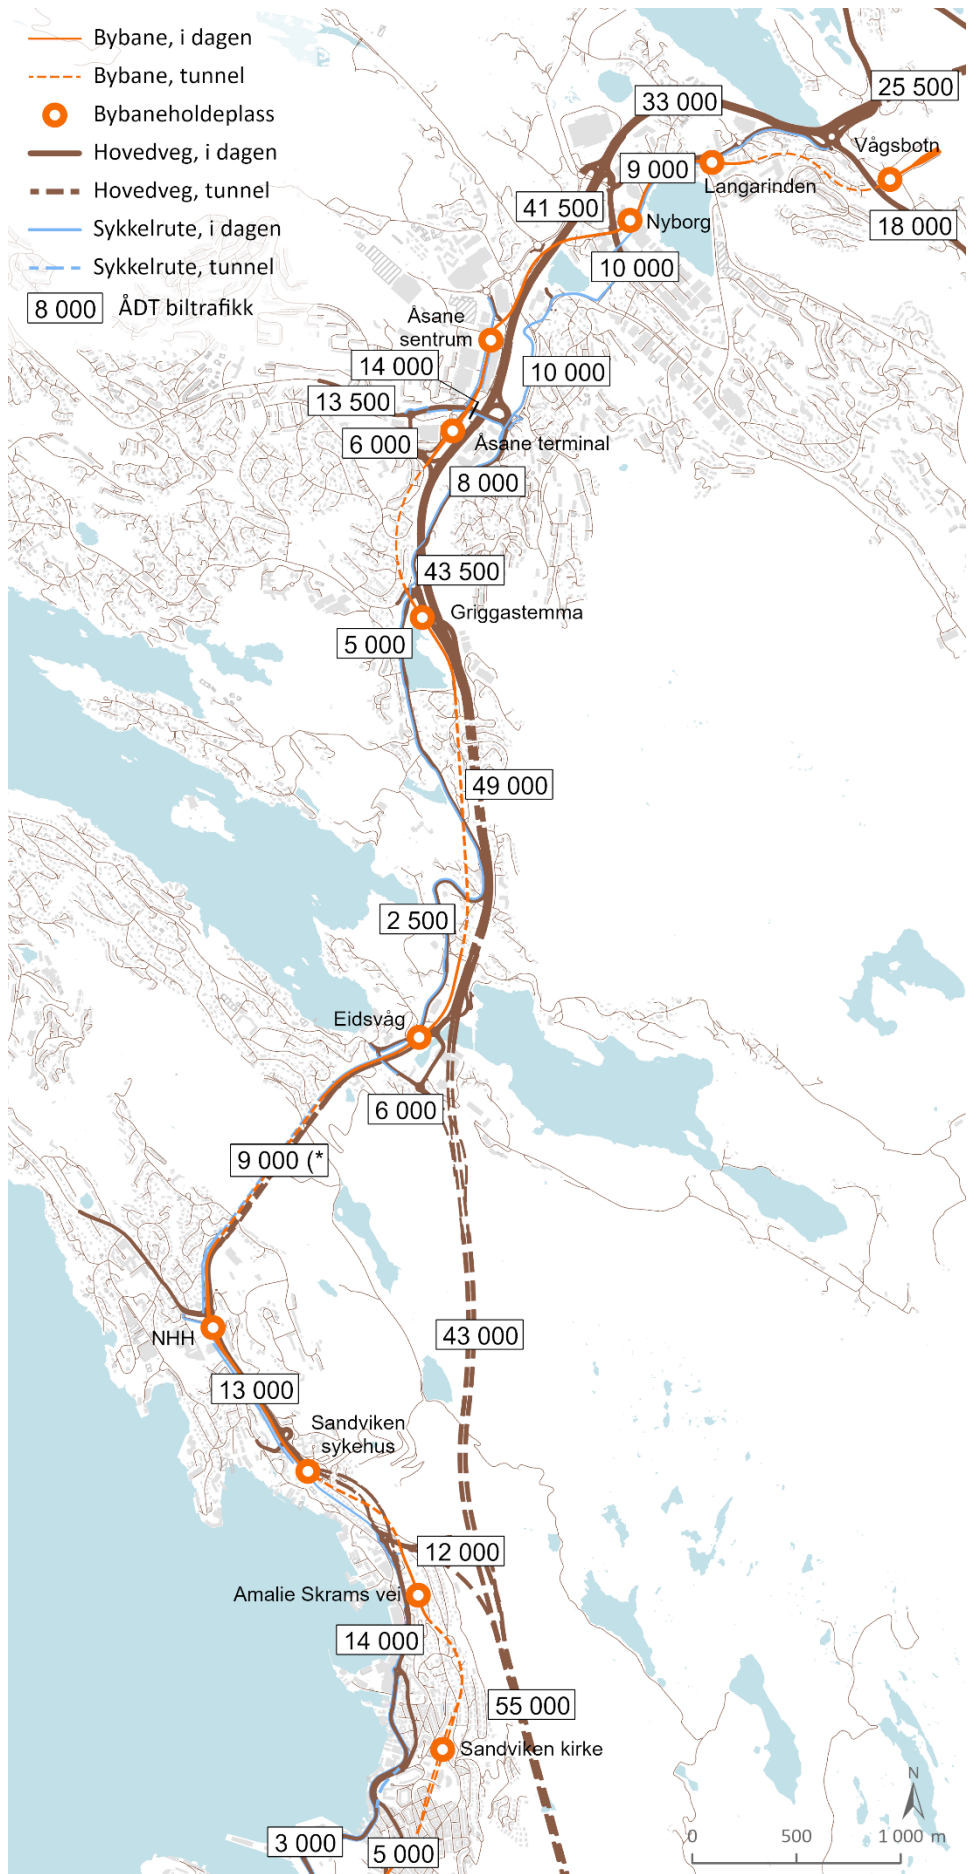 Bybane, i dagen
Bybane, tunnel
Bybaneholdeplass
Hovedveg, i dagen
Hovedveg, tunnel
Sykkelrute, i dagen
Sykkelrute, tunnel
8 000 ÅDT biltrafikk
25 500
33 000
Vågsbotn
9 000
Langarinden
41 500
Nyborg
18 000
10 000
Åsane
sentrum
14 000
10 000
13 500
6 000
Åsane terminal
8 000
43 500
Griggastemma
5 000
49 000
2 500
Eidsvåg
6 000
9 000 (*
NHH
43 000
13 000
Sandviken
sykehus
12 000
Amalie Skrams vei
14 000
55 000
Sandviken kirke
N
0 500 1 000 m
3 000
5 000